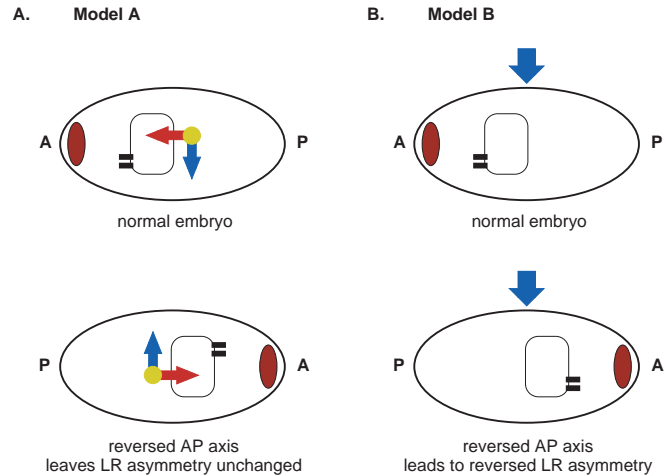 A. Model A
A
P
normal embryo
P
A
reversed AP axis
leaves LR asymmetry unchanged
B. Model B
A
P
normal embryo
P
A
reversed AP axis
leads to reversed LR asymmetry